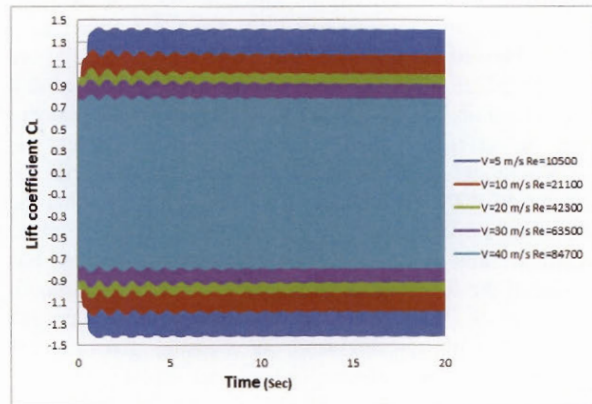 1.5
1.3
1.1
0.9
0.7
0.5
0.3
0.1
-0.1
-0.3
-0.5
-0.7
-0.9
-1.1
-1.3
-1.5
Lift coefficient CL
0 5 10 15 20
Time (Sec)
V=5 m/s Re=10500
V=10 m/s Re=21100
V=20 m/s Re=42300
V=30 m/s Re=63500
V=40 m/s Re=84700